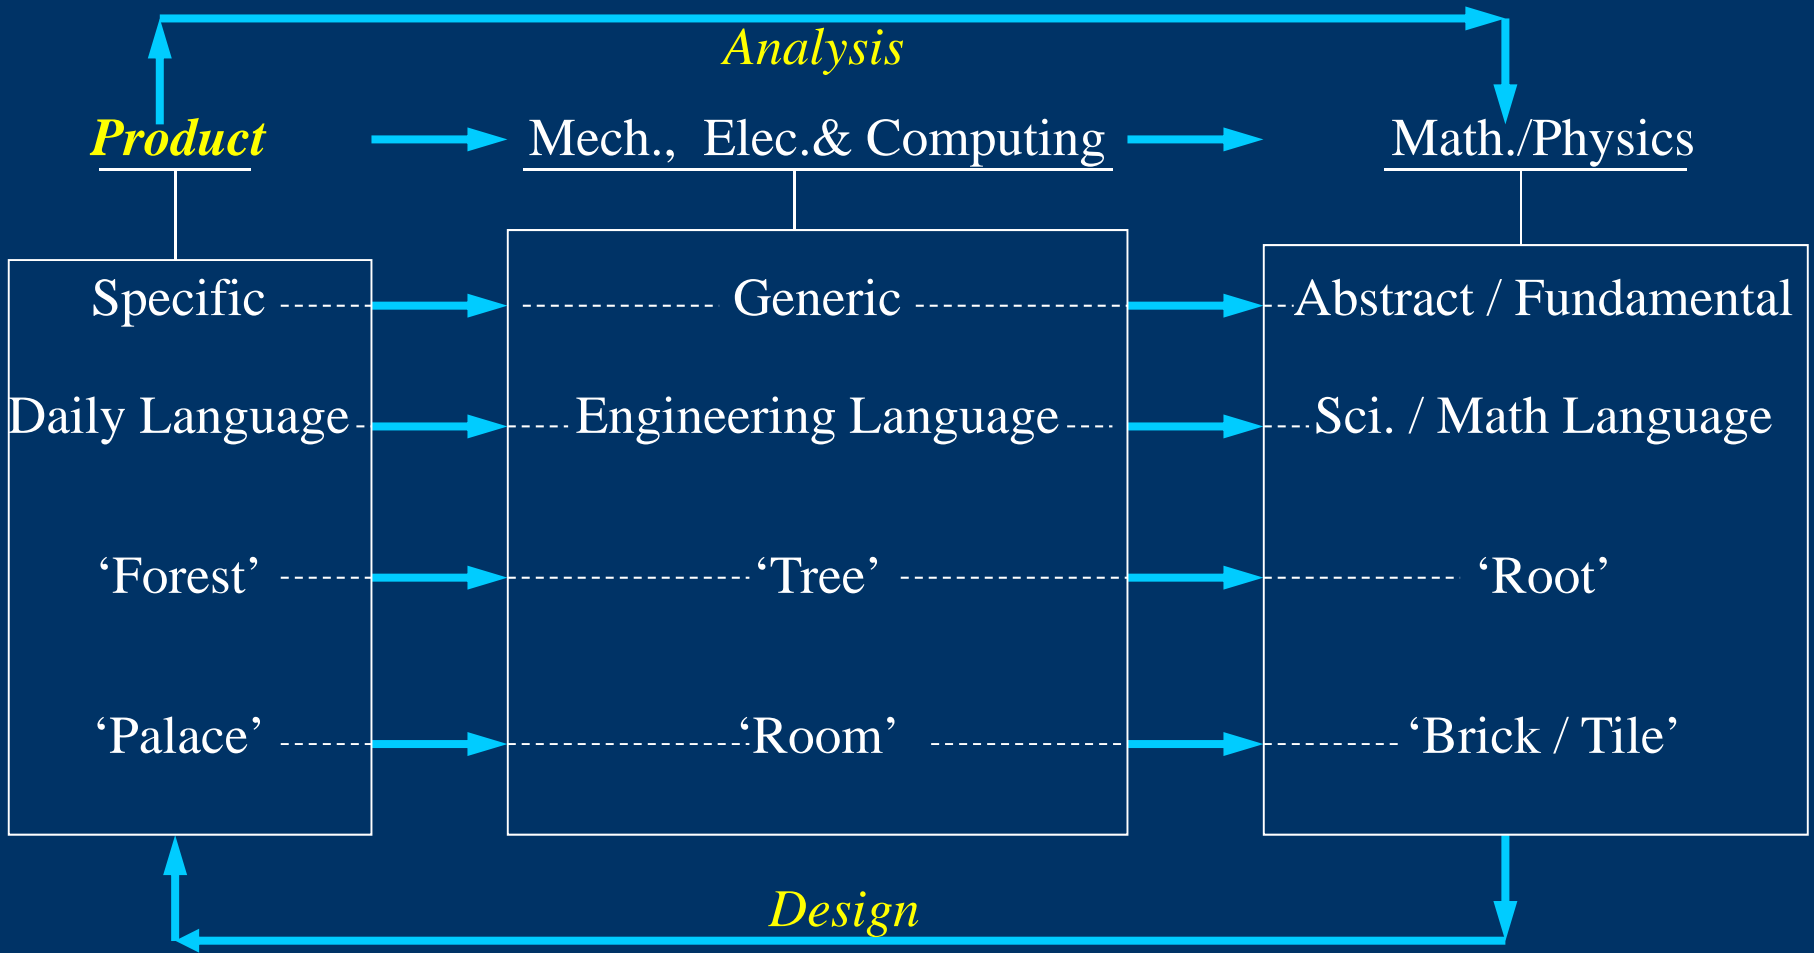 Analysis
Product Mech., Elec.& Computing Math./Physics
Specific Generic Abstract / Fundamental
Daily Language Engineering Language Sci. / Math Language
‘Forest’ ‘Tree’ ‘Root’
‘Palace’ ‘Room’ ‘Brick / Tile’
Design